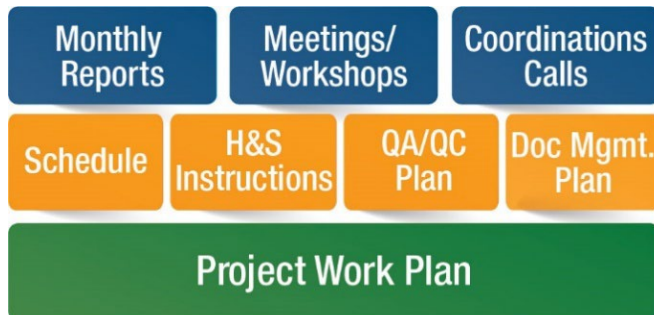 Monthly
Reports
Meetings/
Workshops
Coordinations
Calls
Schedule
H&S
Instructions
QA/QC
Plan
Doc Mgmt.
Plan
Project Work Plan